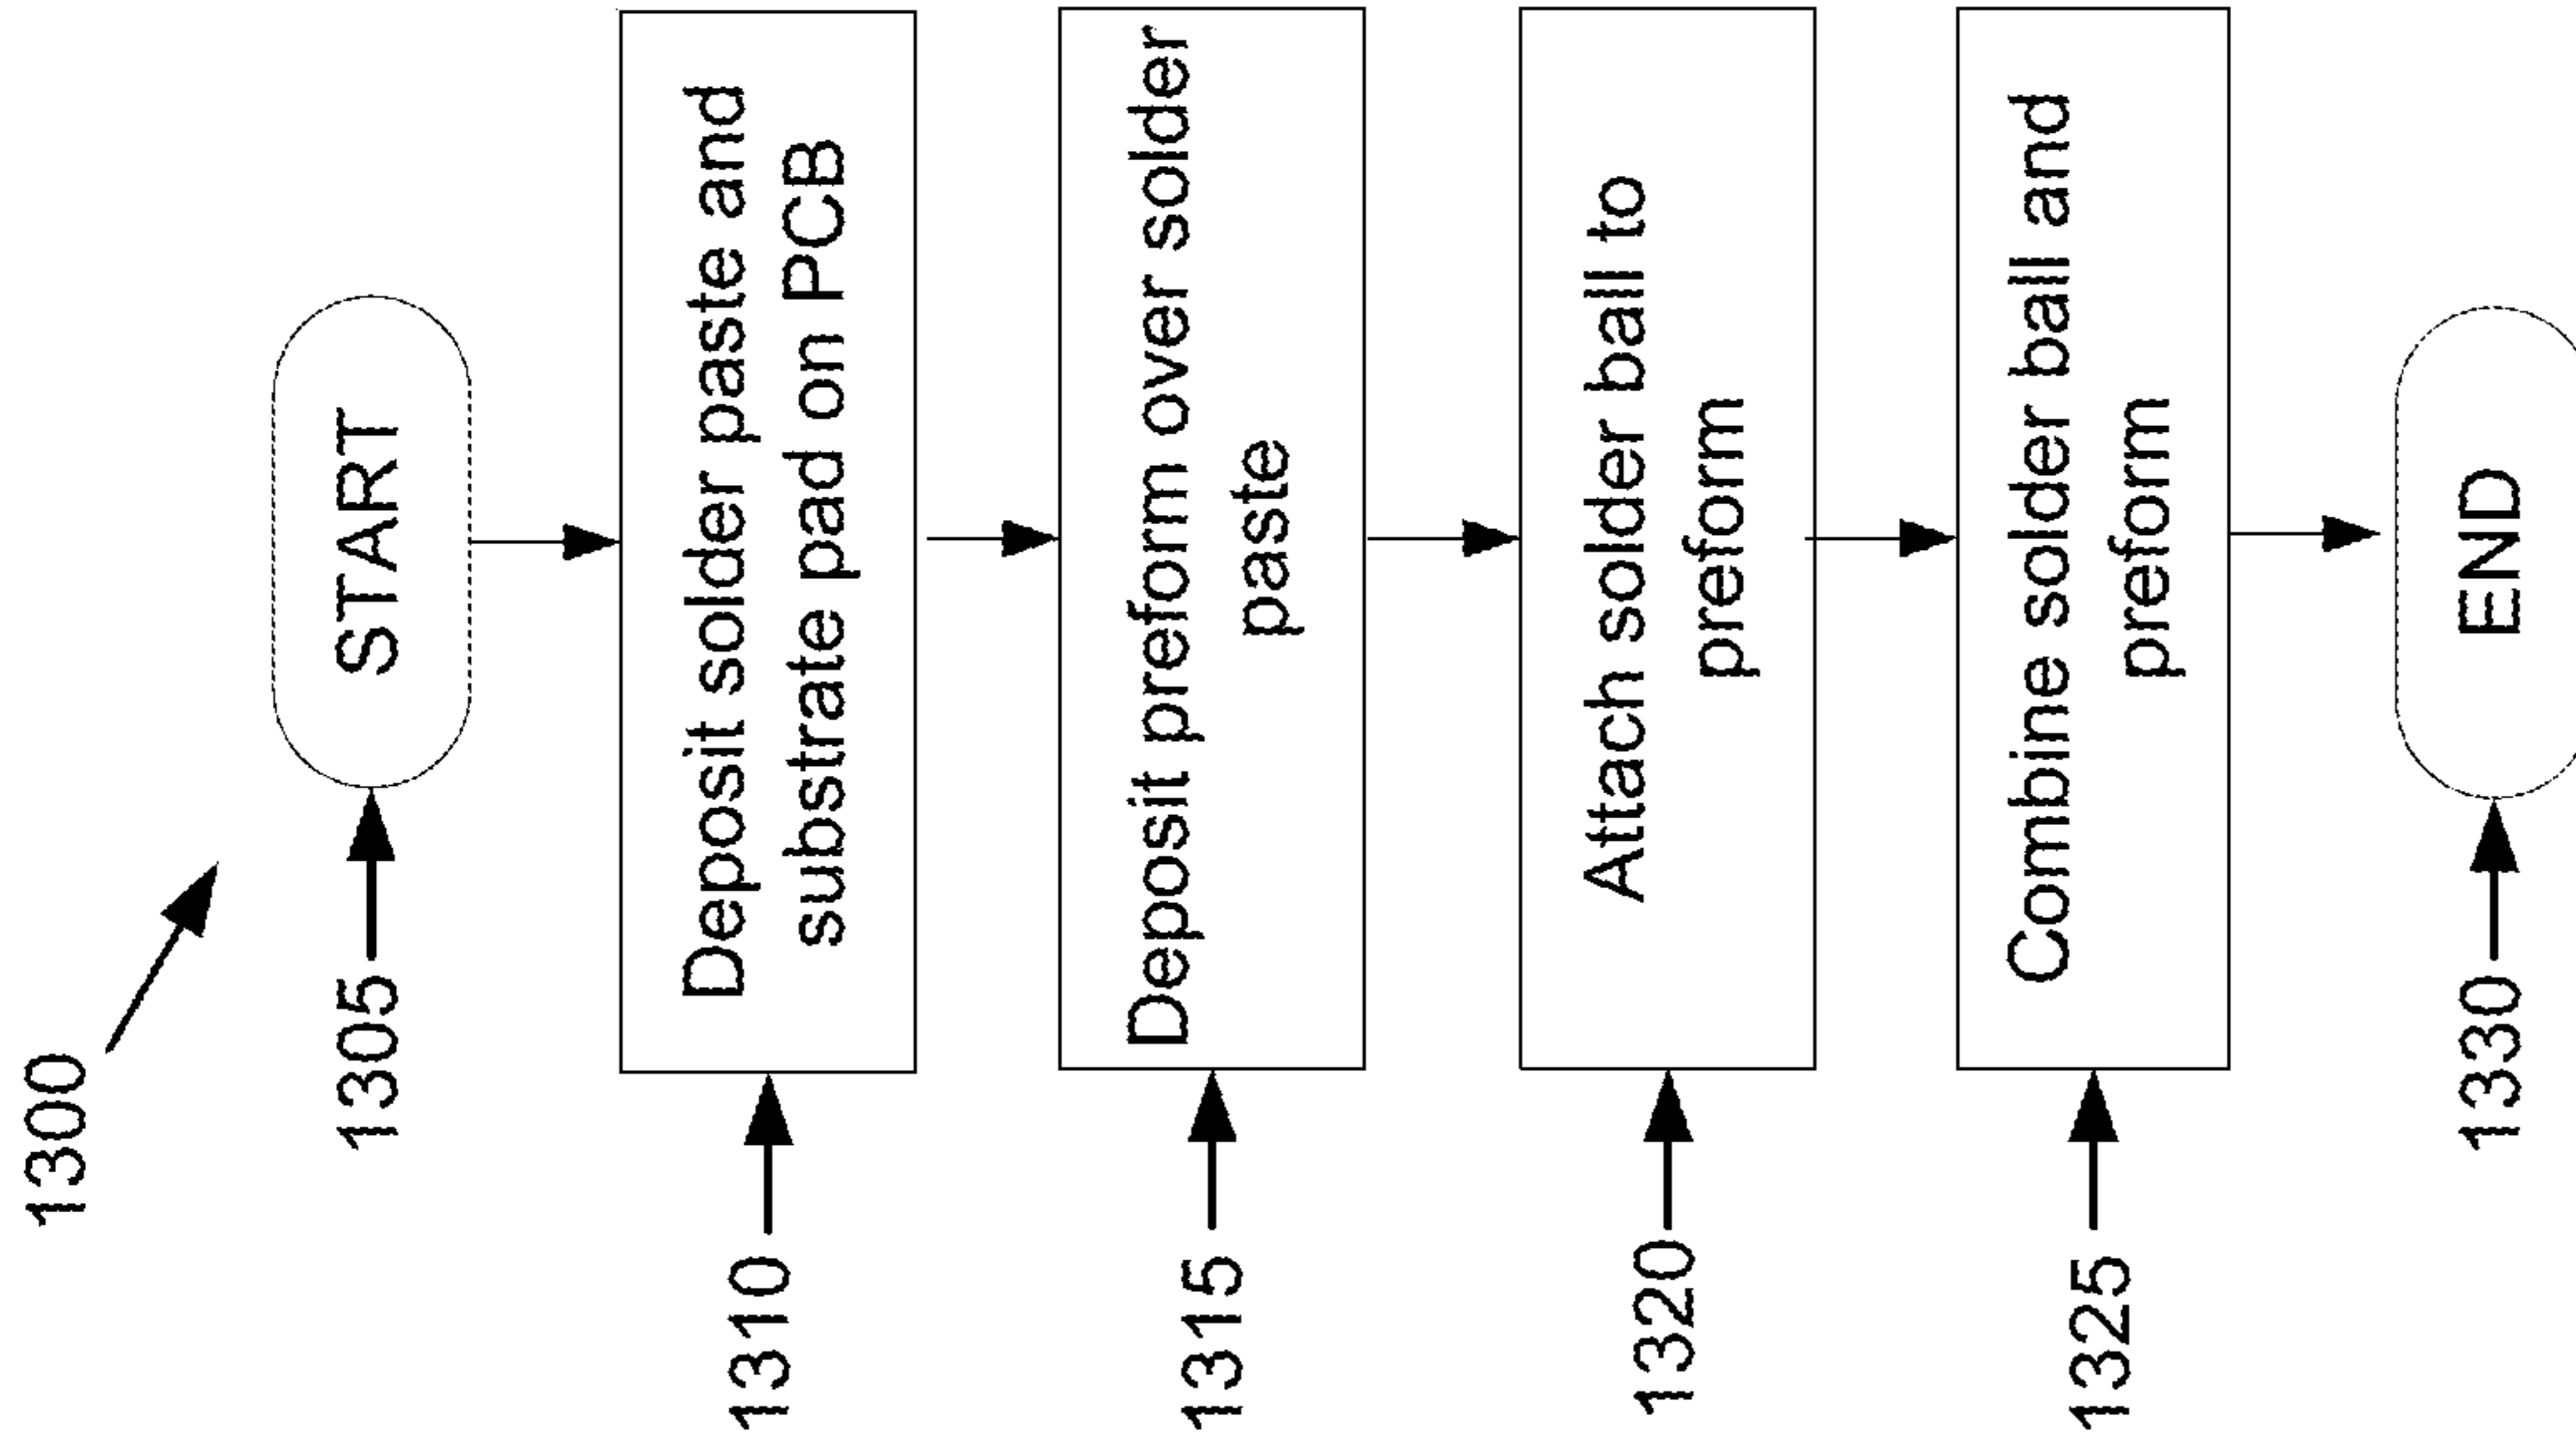 1300
1305
START
1310
Deposit solder paste and
substrate pad on PCB
1315
Deposit preform over solder
paste
1320
Attach solder ball to
preform
1325
Combine solder ball and
preform
1330
END